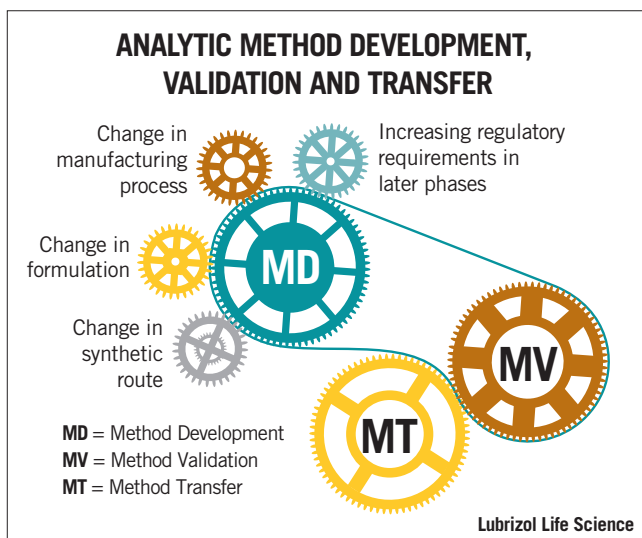 ANALYTIC METHOD DEVELOPMENT,
VALIDATION AND TRANSFER
Change in
manufacturing
process
Increasing regulatory
requirements in
later phases
Change in
formulation
Change in
synthetic
route
MD
MV
MT
MD = Method Development
MV = Method Validation
MT = Method Transfer
Lubrizol Life Science